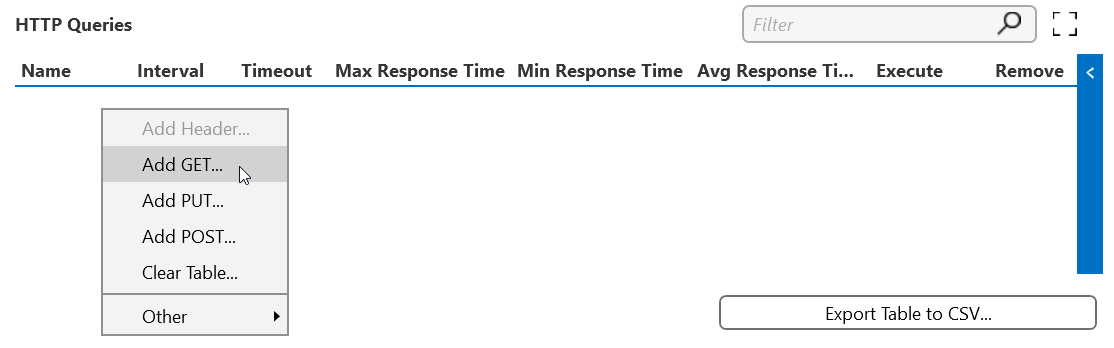 HTTP Queries
Filter
Name Interval Timeout Max Response Time Min Response Time Avg Response Ti... Execute Remove
Add Header...
Add GET...
Add PUT...
Add POST...
Clear Table...
Other
Export Table to CSV...